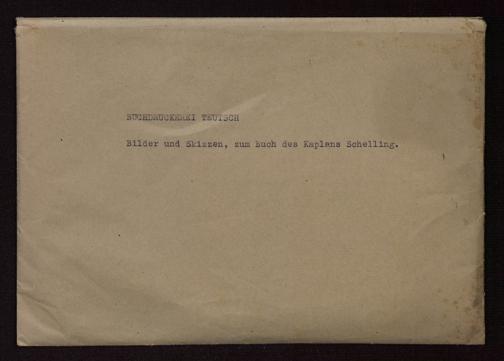 BUCHDRUCKEREI TEUTSCH
Bilder und Skizzen, zum buch des Kaplans Schelling.